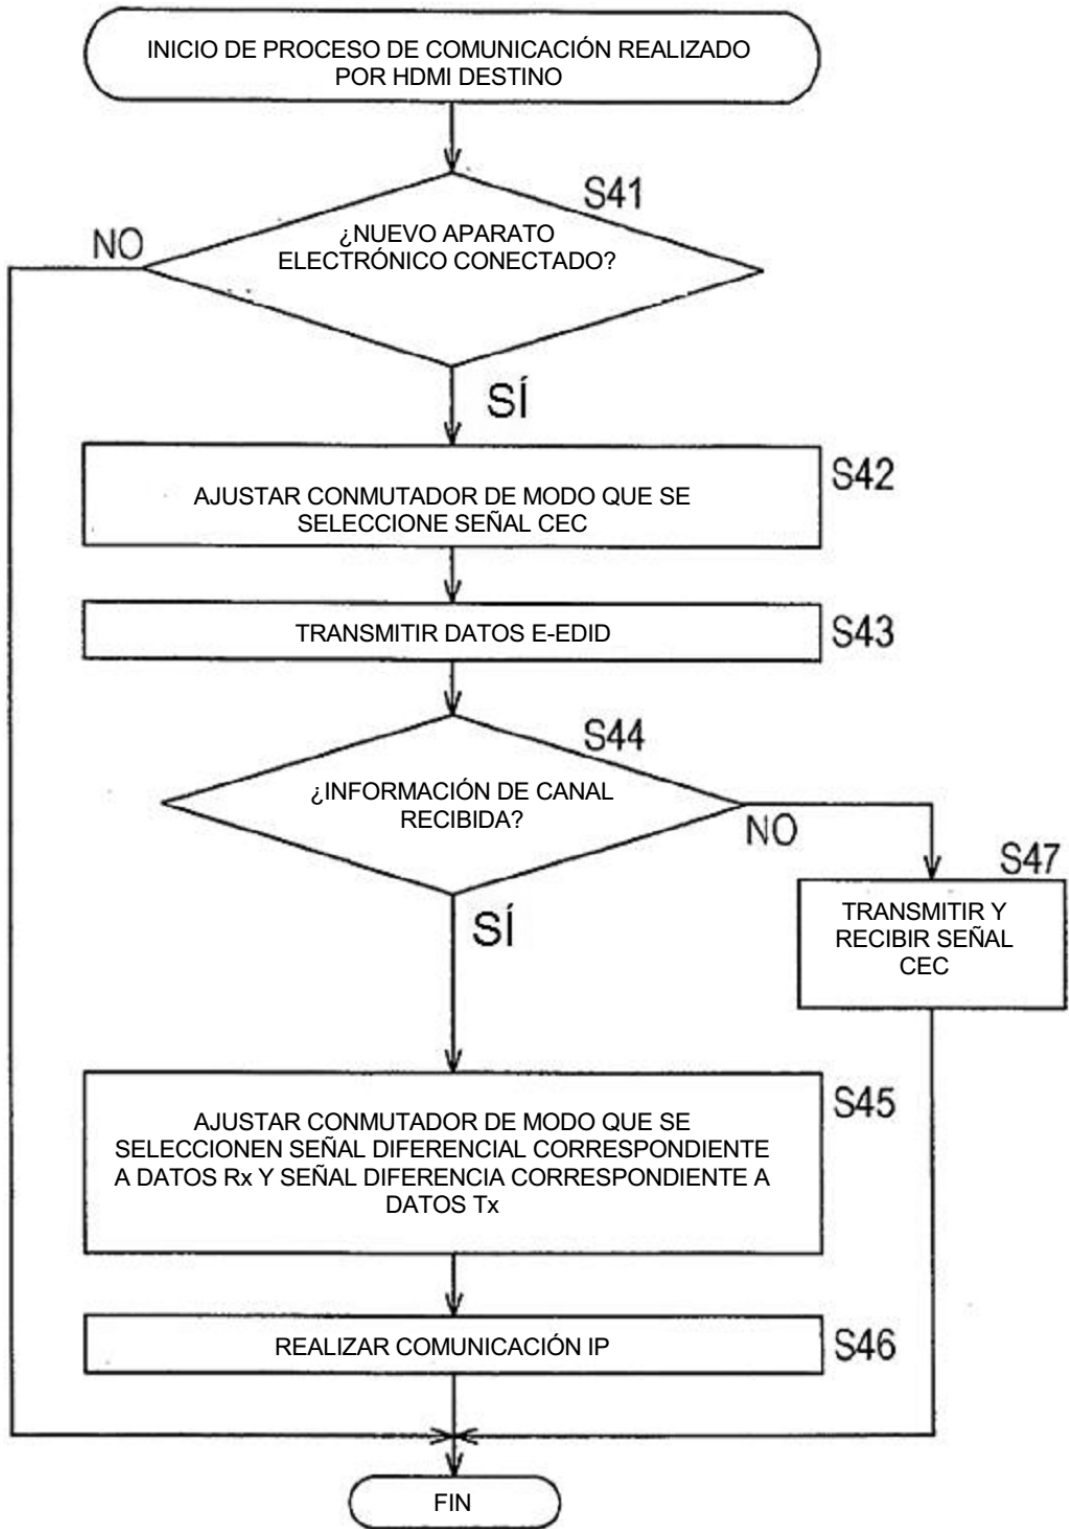 INICIO DE PROCESO DE COMUNICACIÓN REALIZADO
POR HDMI DESTINO
S41
NO
¿NUEVO APARATO
ELECTRÓNICO CONECTADO?
SÍ
S42
AJUSTAR CONMUTADOR DE MODO QUE SE
SELECCIONE SEÑAL CEC
TRANSMITIR DATOS E-EDID
S43
S44
¿INFORMACIÓN DE CANAL
RECIBIDA?
NO
S47
TRANSMITIR Y
RECIBIR SEÑAL
CEC
SÍ
S45
AJUSTAR CONMUTADOR DE MODO QUE SE
SELECCIONEN SEÑAL DIFERENCIAL CORRESPONDIENTE
A DATOS Rx Y SEÑAL DIFERENCIA CORRESPONDIENTE A
DATOS Tx
REALIZAR COMUNICACIÓN IP
S46
FIN